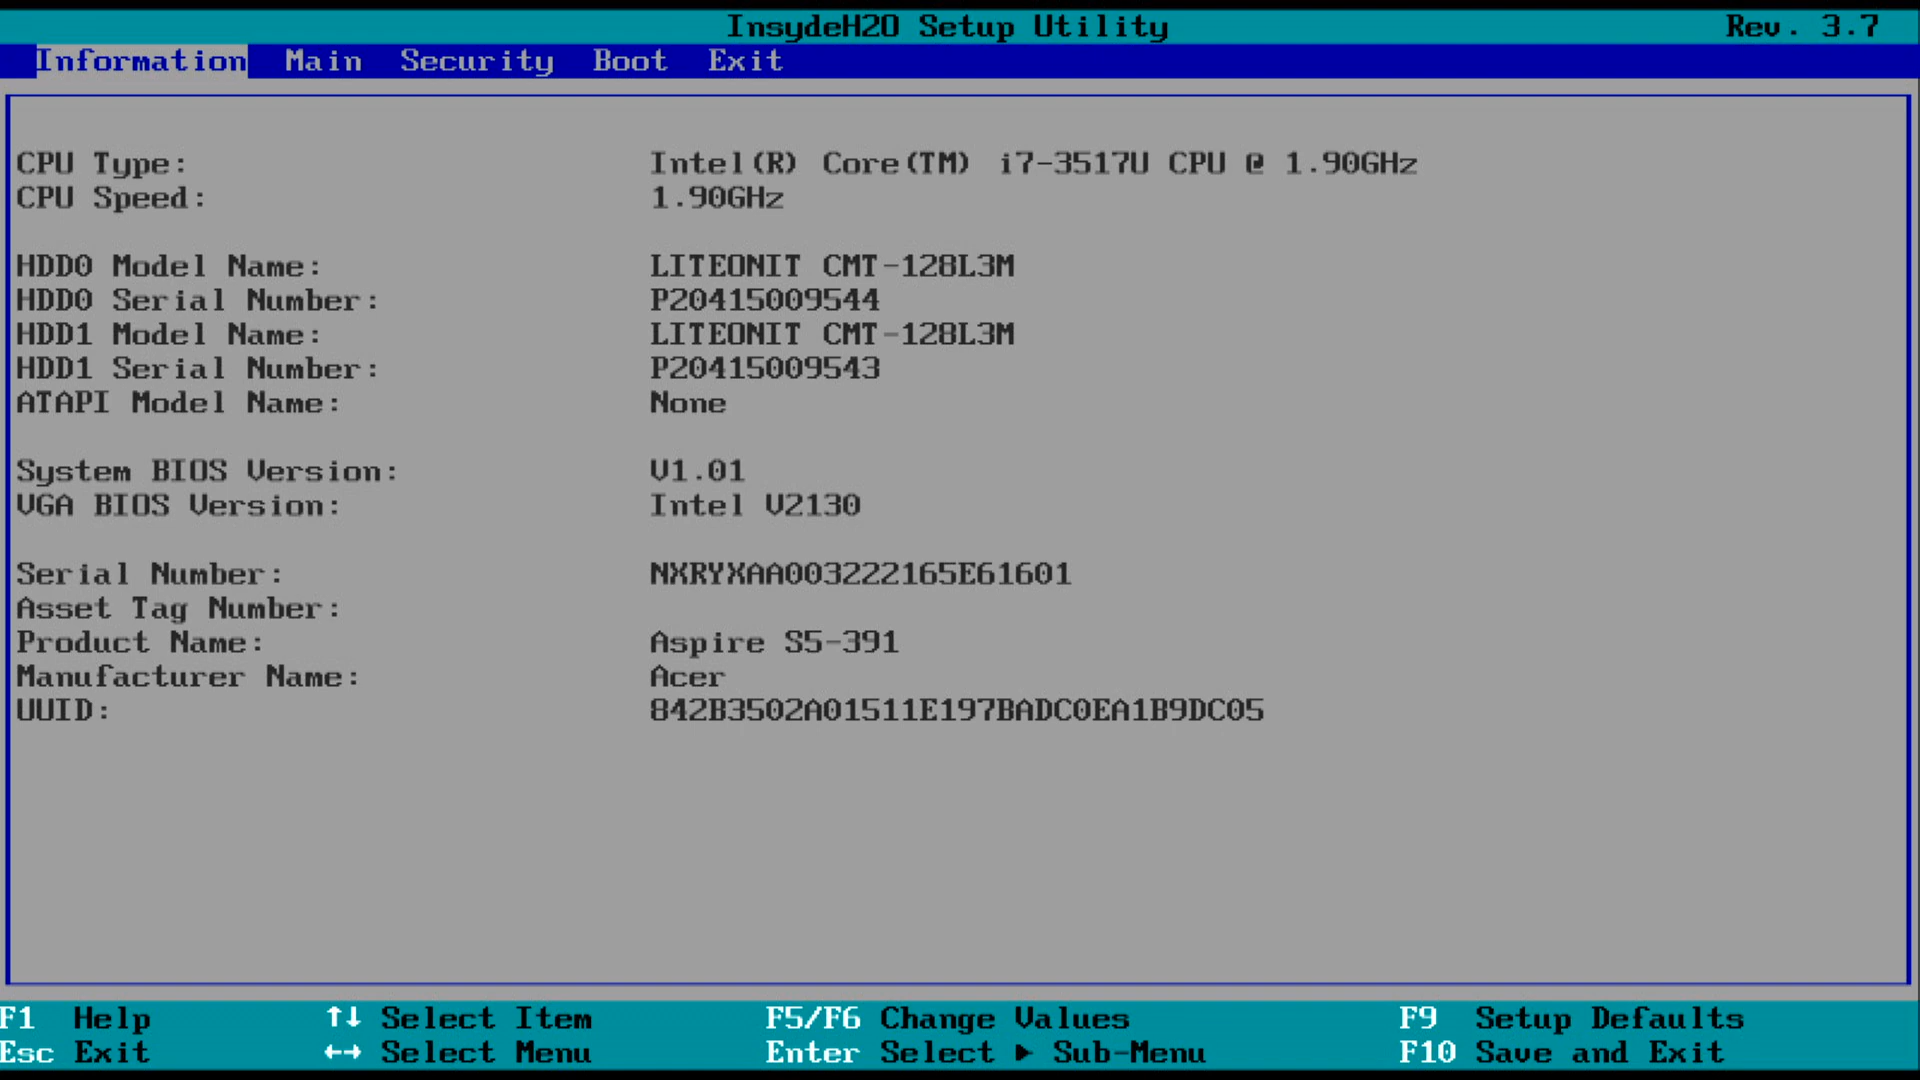 InsydeH2O Setup Utility Rev. 3.7
Information Main Security Boot Exit
CPU Type: Intel(R) Core(TM) i7-3517U CPU @ 1.90GHz
CPU Speed: 1.90GHz
HDD0 Model Name: LITEONIT CMT-128L3M
HDD0 Serial Number: P20415009544
HDD1 Model Name: LITEONIT CMT-128L3M
HDD1 Serial Number: P20415009543
ATAPI Model Name: None
System BIOS Version: V1.01
VGA BIOS Version: Intel V2130
Serial Number: NXRYXAA003222165E61601
Asset Tag Number:
Product Name: Aspire S5-391
Manufacturer Name: Acer
UUID: 842B3502A01511E197BADC0EA1B9DC05
F1 Help ↑↓ Select Item F5/F6 Change Values F9 Setup Defaults
Esc Exit ←→ Select Menu Enter Select ▶ Sub-Menu F10 Save and Exit